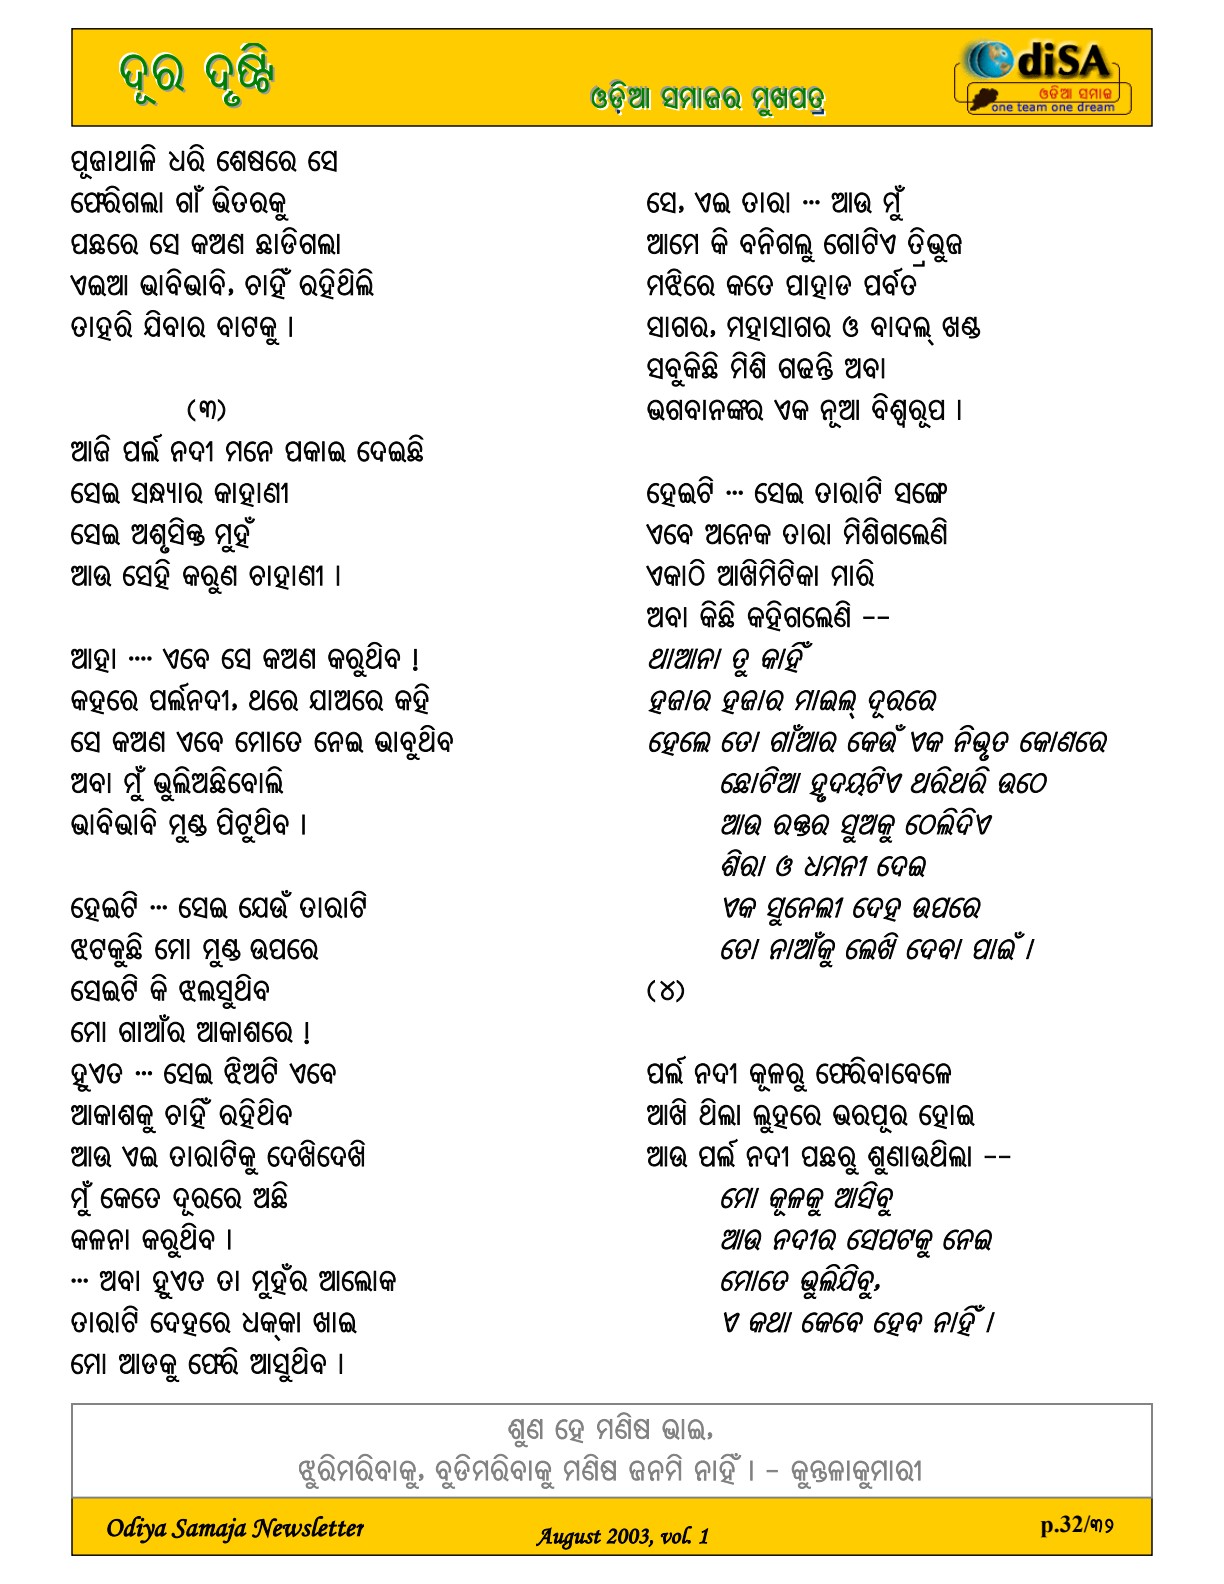 ଦୂର ଦୃଷ୍ଟି
ଓଡ଼ିଆ ସମାଜର ମୁଖପତ୍ର
OdiSA
ଓଡିଆ ସମାଜ
one team one dream
ପୂଜାଥାଳି ଧରି ଶେଷରେ ସେ
ଫେରିଗଲା ଗାଁ ଭିତରକୁ
ପଛରେ ସେ କଅଣ ଛାଡିଗଲା
ଏଇଆ ଭାବିଭାବି, ଚାହିଁ ରହିଥିଲି
ତାହରି ଯିବାର ବାଟକୁ ।
(୩)
ଆଜି ପର୍ଲ ନଦୀ ମନେ ପକାଇ ଦେଇଛି
ସେଇ ସନ୍ଧ୍ୟାର କାହାଣୀ
ସେଇ ଅଶୃସିକ୍ତ ମୁହଁ
ଆଉ ସେହି କରୁଣ ଚାହାଣୀ ।
ଆହା .... ଏବେ ସେ କଅଣ କରୁଥିବ !
କହରେ ପର୍ଲନଦୀ, ଥରେ ଯାଅରେ କହି
ସେ କଅଣ ଏବେ ମୋତେ ନେଇ ଭାବୁଥିବ
ଅବା ମୁଁ ଭୁଲିଅଛିବୋଲି
ଭାବିଭାବି ମୁଣ୍ଡ ପିଟୁଥିବ ।
ହେଇଟି ... ସେଇ ଯେଉଁ ତାରାଟି
ଝଟକୁଛି ମୋ ମୁଣ୍ଡ ଉପରେ
ସେଇଟି କି ଝଲସୁଥିବ
ମୋ ଗାଆଁର ଆକାଶରେ !
ହୁଏତ ... ସେଇ ଝିଅଟି ଏବେ
ଆକାଶକୁ ଚାହିଁ ରହିଥିବ
ଆଉ ଏଇ ତାରାଟିକୁ ଦେଖିଦେଖି
ମୁଁ କେତେ ଦୂରରେ ଅଛି
କଳନା କରୁଥିବ ।
... ଅବା ହୁଏତ ତା ମୁହଁର ଆଲୋକ
ତାରାଟି ଦେହରେ ଧକ୍‌କା ଖାଇ
ମୋ ଆଡକୁ ଫେରି ଆସୁଥିବ ।
ସେ, ଏଇ ତାରା ... ଆଉ ମୁଁ
ଆମେ କି ବନିଗଲୁ ଗୋଟିଏ ତ୍ରିଭୁଜ
ମଝିରେ କତେ ପାହାଡ ପର୍ବତ
ସାଗର, ମହାସାଗର ଓ ବାଦଲ୍ ଖଣ୍ଡ
ସବୁକିଛି ମିଶି ଗଢନ୍ତି ଅବା
ଭଗବାନଙ୍କର ଏକ ନୂଆ ବିଶ୍ୱରୂପ ।
ହେଇଟି ... ସେଇ ତାରାଟି ସଙ୍ଗେ
ଏବେ ଅନେକ ତାରା ମିଶିଗଲେଣି
ଏକାଠି ଆଖିମିଟିକା ମାରି
ଅବା କିଛି କହିଗଲେଣି --
ଥାଆନା ତୁ କାହିଁ
ହଜାର ହଜାର ମାଇଲ୍ ଦୂରରେ
ହେଲେ ତୋ ଗାଁଆର କେଉଁ ଏକ ନିଭୃତ କୋଣରେ
ଛୋଟିଆ ହୃଦୟଟିଏ ଥରିଥରି ଉଠେ
ଆଉ ରକ୍ତର ସୁଅକୁ ଠେଲିଦିଏ
ଶିରା ଓ ଧମନୀ ଦେଇ
ଏକ ସୁନେଲୀ ଦେହ ଉପରେ
ତୋ ନାଆଁକୁ ଲେଖି ଦେବା ପାଇଁ ।
(୪)
ପର୍ଲ ନଦୀ କୂଳରୁ ଫେରିବାବେଳେ
ଆଖି ଥିଲା ଲୁହରେ ଭରପୂର ହୋଇ
ଆଉ ପର୍ଲ ନଦୀ ପଛରୁ ଶୁଣାଉଥିଲା --
ମୋ କୂଳକୁ ଆସିବୁ
ଆଉ ନଦୀର ସେପଟକୁ ନେଇ
ମୋତେ ଭୁଲିଯିବୁ,
ଏ କଥା କେବେ ହେବ ନାହିଁ ।
ଶୁଣ ହେ ମଣିଷ ଭାଇ,
ଝୁରିମରିବାକୁ, ବୁଡିମରିବାକୁ ମଣିଷ ଜନମି ନାହିଁ । - କୁନ୍ତଳାକୁମାରୀ
Odiya Samaja Newsletter
August 2003, vol. 1
p.32/୩୨